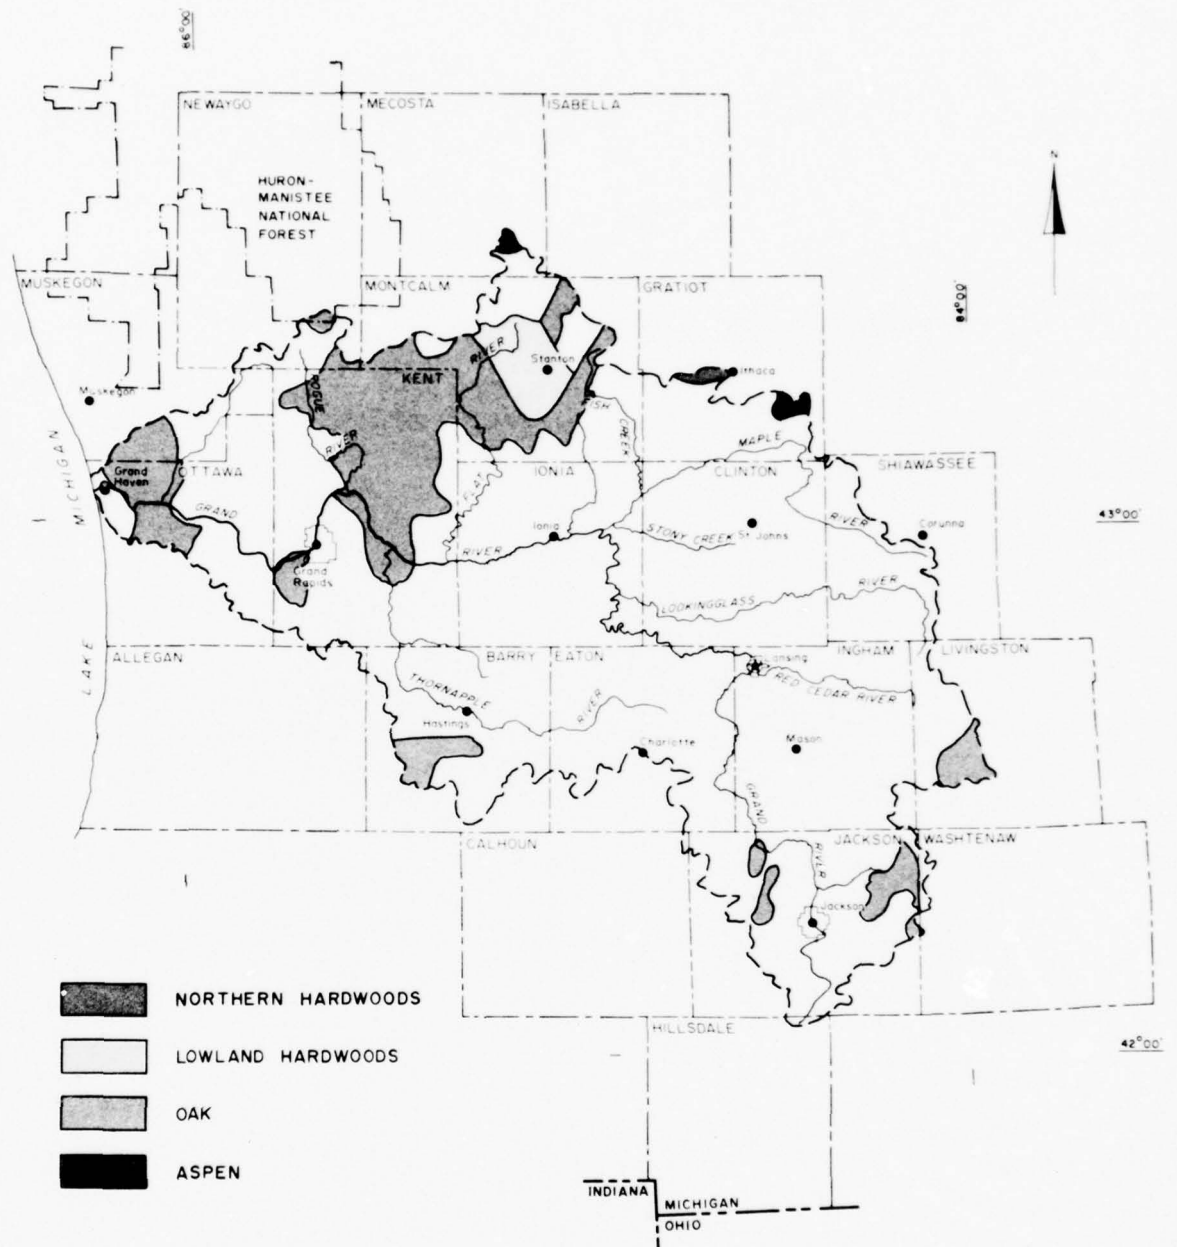 86°00'
NEWAYGO
MECOSTA
ISABELLA
HURON-
MANISTEE
NATIONAL
FOREST
N
MUSKEGON
MONTCALM
GRATIOT
84°00'
RIVER
Stanton
Ithaca
KENT
ROGUE
RIVER
Muskegon
FISH
CREEK
MAPLE
RIVER
MICHIGAN
LAKE
Grand
Haven
OTTAWA
IONIA
CLINTON
SHIAWASSEE
FLAT
GRAND
RIVER
Ionia
STONY CREEK
St Johns
Corunna
43°00'
Grand
Rapids
LOOKINGGLASS
RIVER
ALLEGAN
BARRY
EATON
INGHAM
LIVINGSTON
Lansing
RED CEDAR RIVER
THORNAPPLE
RIVER
Hastings
Charlotte
Mason
GRAND
RIVER
CALHOUN
JACKSON
WASHTENAW
Jackson
NORTHERN HARDWOODS
LOWLAND HARDWOODS
OAK
ASPEN
HILLSDALE
42°00'
INDIANA
MICHIGAN
OHIO